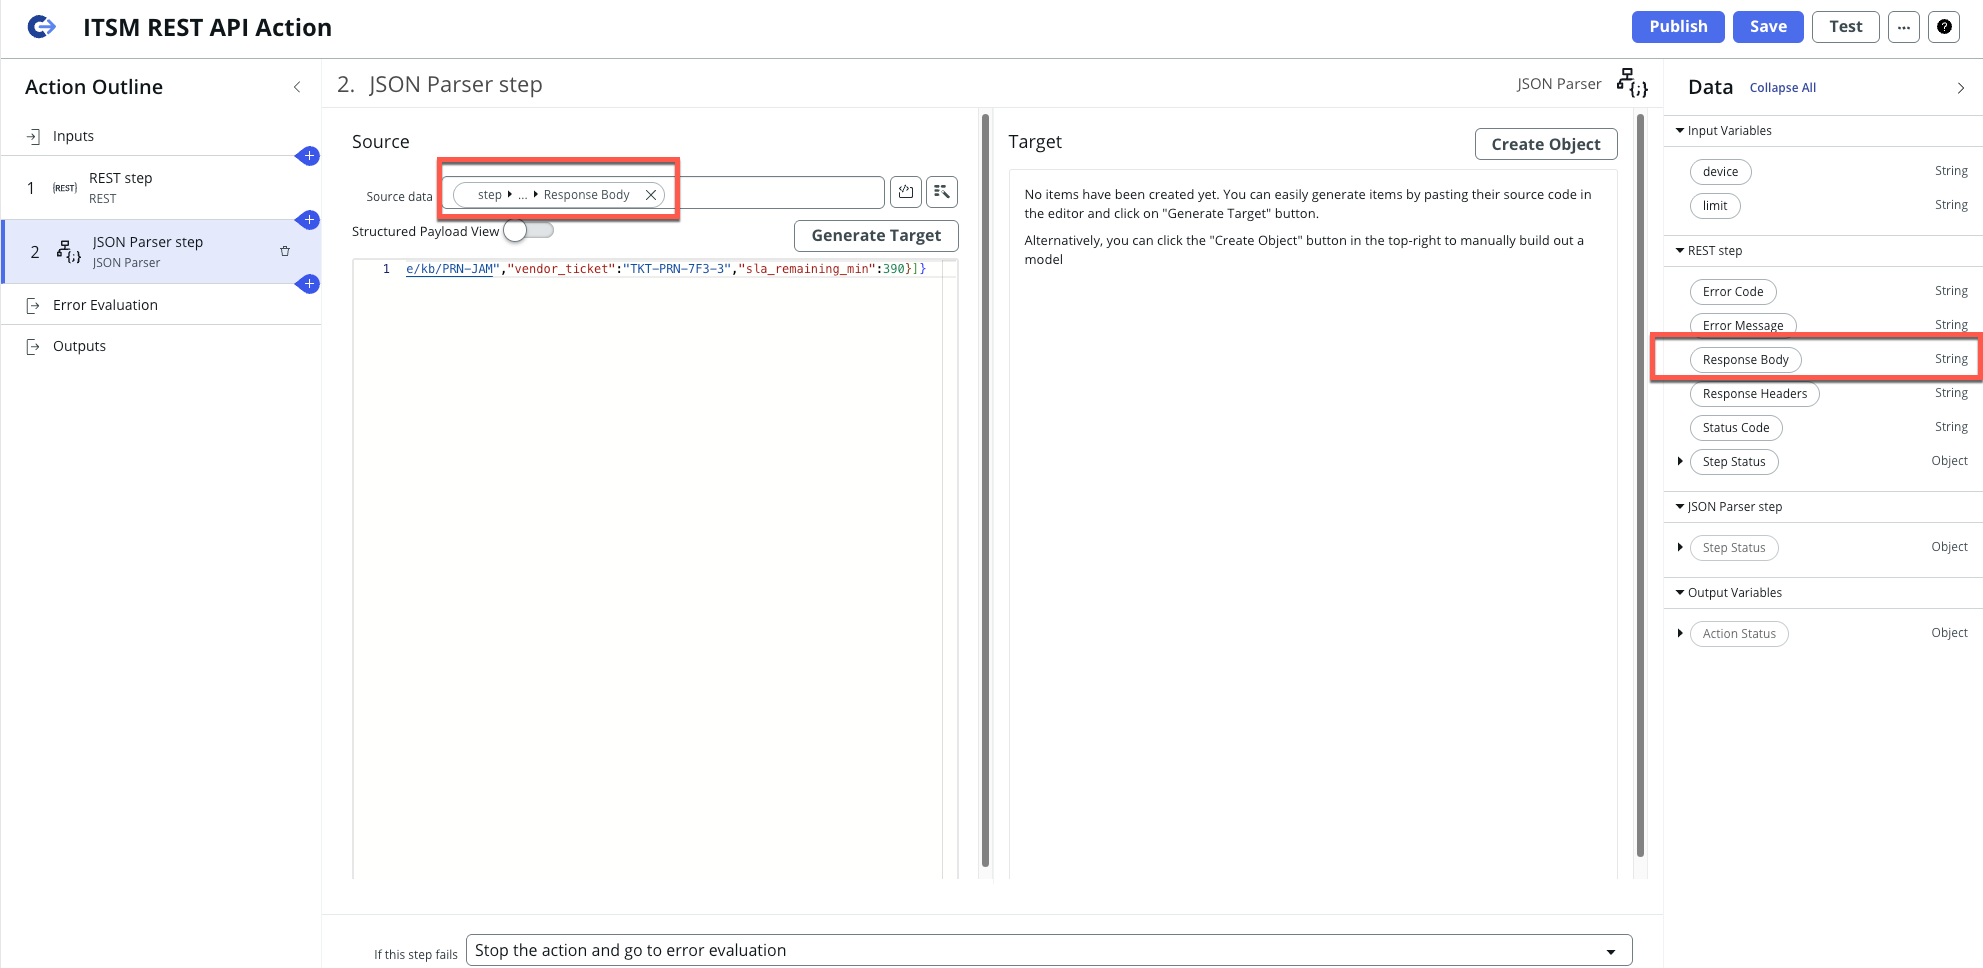 ITSM REST API Action
Publish
Save
Test
...
?
Action Outline
Inputs
1
(REST)
REST step
REST
2
{;}
JSON Parser step
JSON Parser
Error Evaluation
Outputs
2. JSON Parser step
JSON Parser
{;}
Source
Source data
step ... Response Body
Structured Payload View
Generate Target
1 e/kb/PRN-JAM","vendor_ticket":"TKT-PRN-7F3-3","sla_remaining_min":390}]}
Target
Create Object
No items have been created yet. You can easily generate items by pasting their source code in
the editor and click on "Generate Target" button.
Alternatively, you can click the "Create Object" button in the top-right to manually build out a
model
If this step fails
Stop the action and go to error evaluation
Data
Collapse All
Input Variables
device String
limit String
REST step
Error Code String
Error Message String
Response Body String
Response Headers String
Status Code String
Step Status Object
JSON Parser step
Step Status Object
Output Variables
Action Status Object